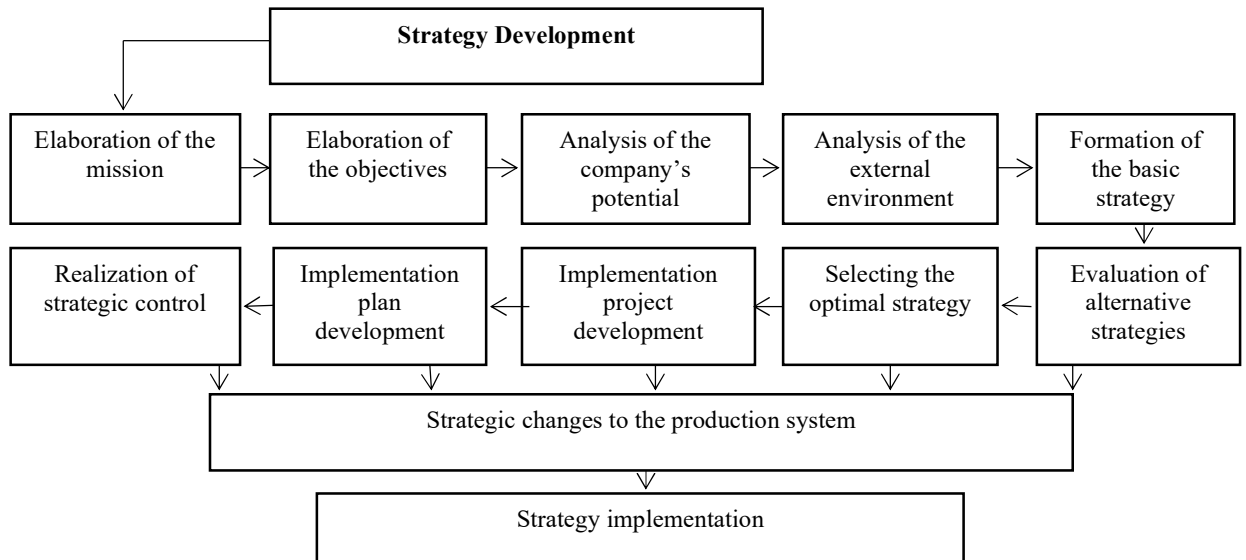 Strategy Development
Elaboration of the
mission
Elaboration of
the objectives
Analysis of the
company's
potential
Analysis of the
external
environment
Formation of
the basic
strategy
Realization of
strategic control
Implementation
plan
development
Implementation
project
development
Selecting the
optimal strategy
Evaluation of
alternative
strategies
Strategic changes to the production system
Strategy implementation